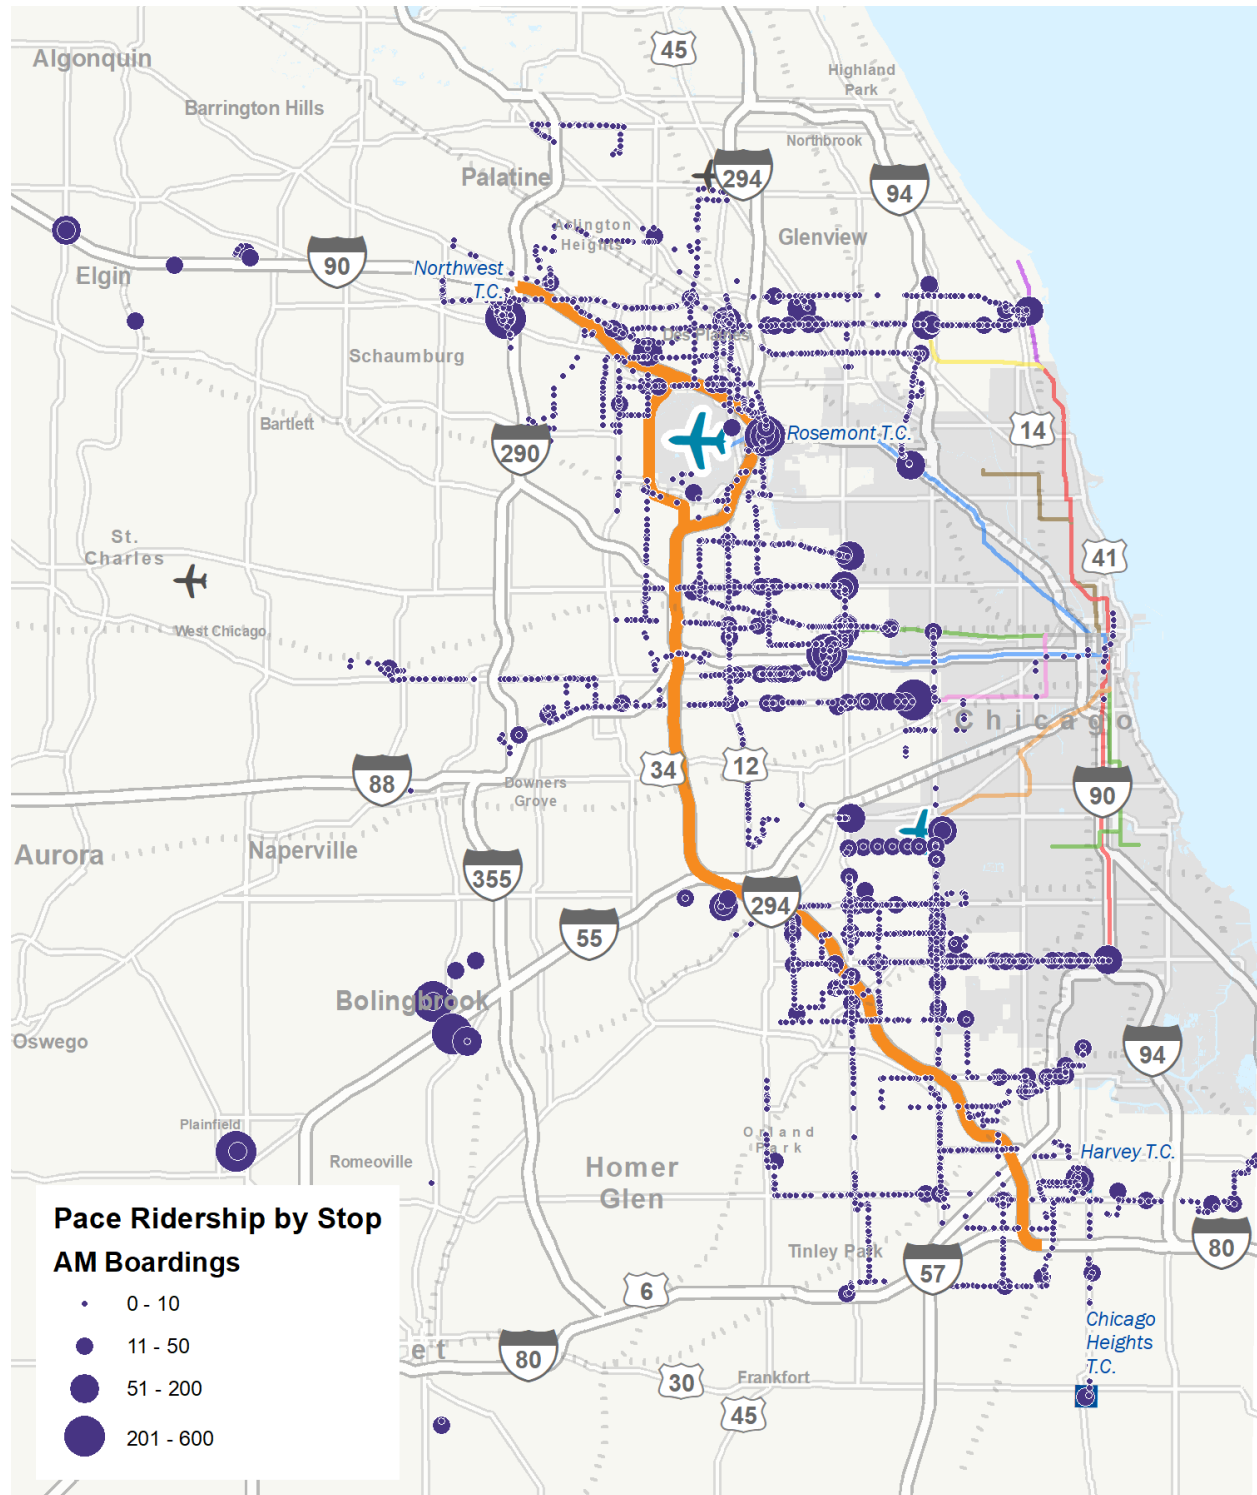 45
Highland
Park
Algonquin
Barrington Hills
Northbrook
Palatine
294
94
Arlington
Heights
Glenview
90
Elgin
Northwest
T.C.
Des Plaines
Schaumburg
Bartlett
290
Rosemont T.C.
14
St.
Charles
41
West Chicago
Chicago
34
12
88
Downers
Grove
90
Aurora
Naperville
355
294
55
Bolingbrook
Oswego
94
Plainfield
Orland
Park
Romeoville
Harvey T.C.
Homer
Glen
Pace Ridership by Stop
AM Boardings
0 - 10
11 - 50
51 - 200
201 - 600
Tinley Park
80
57
6
Chicago
Heights
T.C.
et
80
30
Frankfort
45